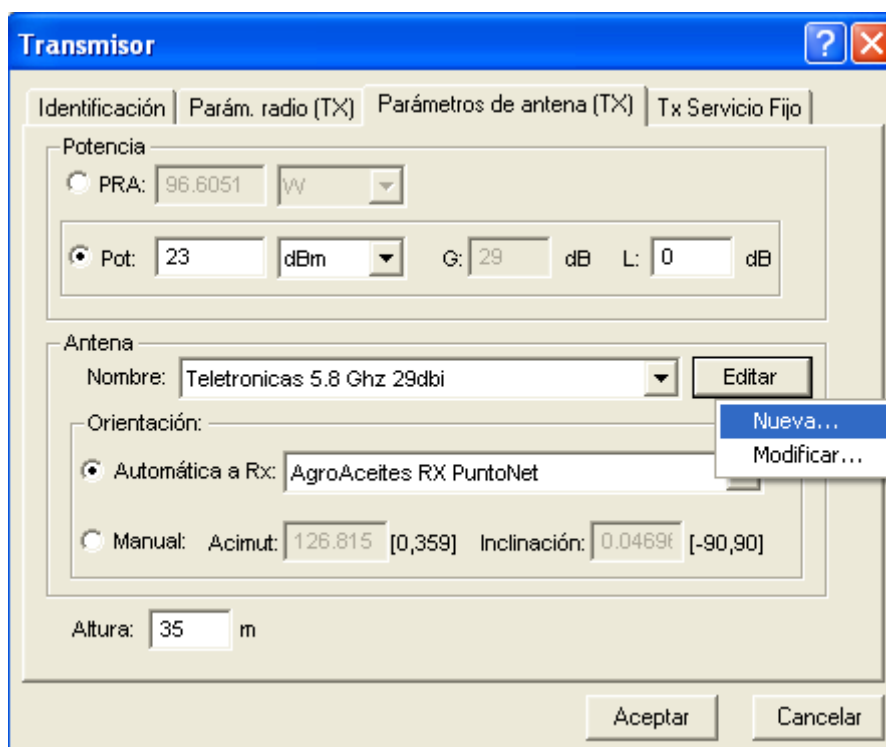 Transmisor
Identificación Parám. radio (TX) Parámetros de antena (TX) Tx Servicio Fijo
Potencia
PRA: 96.6051 W
Pot: 23 dBm G: 29 dB L: 0 dB
Antena
Nombre: Teletronicas 5.8 Ghz 29dbi Editar
Nueva...
Modificar...
Orientación:
Automática a Rx: AgroAceites RX PuntoNet
Manual: Acimut: 126.815 [0,359] Inclinación: 0.04696 [-90,90]
Altura: 35 m
Aceptar Cancelar